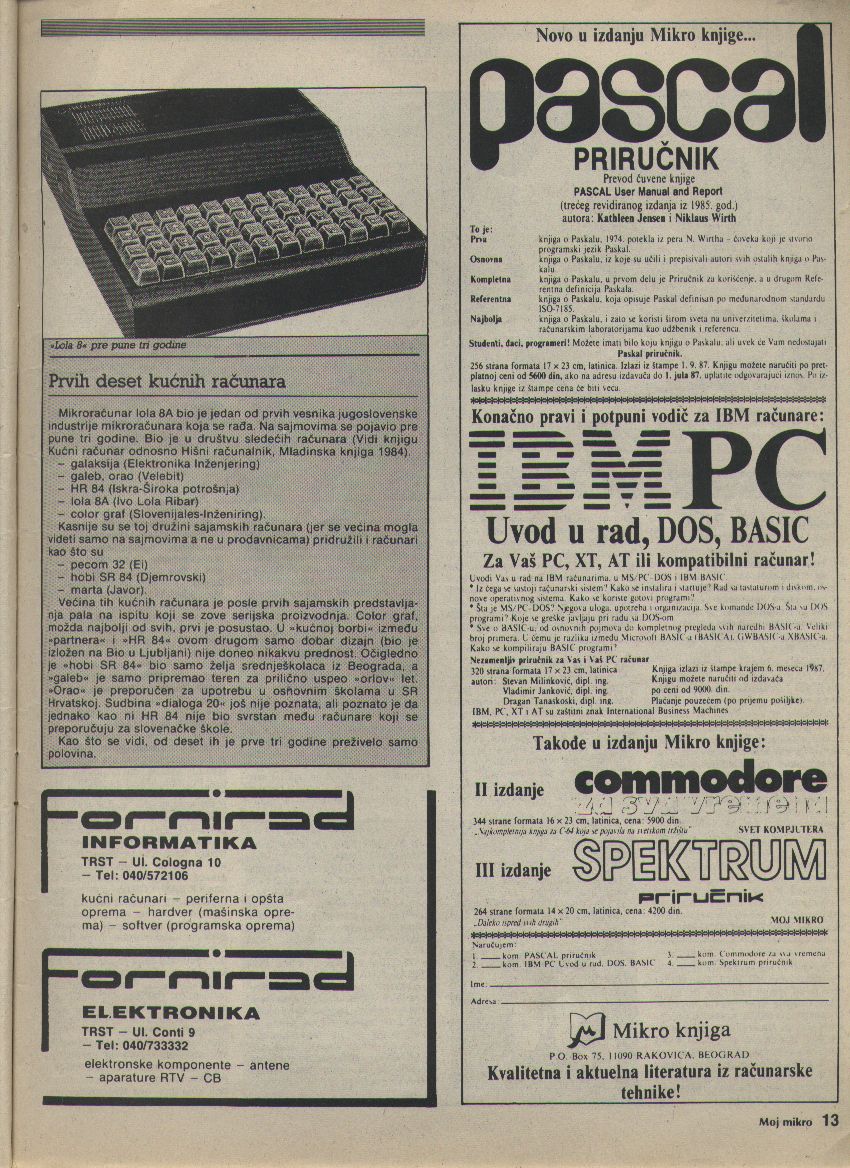 »Lola 8« pre pune tri godine
Prvih deset kućnih računara
Mikroračunar lola 8A bio je jedan od prvih vesnika jugoslovenske
industrije mikroračunara koja se rađa. Na sajmovima se pojavio pre
pune tri godine. Bio je u društvu sledećih računara (Vidi knjigu
Kućni računar odnosno Hišni računalnik, Mladinska knjiga 1984).
– galaksija (Elektronika Inženjering)
– galeb, orao (Velebit)
– HR 84 (Iskra-Široka potrošnja)
– lola 8A (Ivo Lola Ribar)
– color graf (Slovenijales-Inženiring).
Kasnije su se toj družini sajamskih računara (jer se većina mogla
videti samo na sajmovima a ne u prodavnicama) pridružili i računari
kao što su
– pecom 32 (Ei)
– hobi SR 84 (Djemrovski)
– marta (Javor).
Većina tih kućnih računara je posle prvih sajamskih predstavlja-
nja pala na ispitu koji se zove serijska proizvodnja. Color graf,
možda najbolji od svih, prvi je posustao. U »kućnoj borbi« između
»partnera« i »HR 84« ovom drugom samo dobar dizajn (bio je
izložen na Bio u Ljubljani) nije doneo nikakvu prednost. Očigledno
je »hobi SR 84« bio samo želja srednješkolaca iz Beograda, a
»galeb« je samo pripremao teren za prilično uspeo »orlov« let.
»Orao« je preporučen za upotrebu u osnovnim školama u SR
Hrvatskoj. Sudbina »dialoga 20« još nije poznata, ali poznato je da
jednako kao ni HR 84 nije bio svrstan među računare koji se
preporučuju za slovenačke škole.
Kao što se vidi, od deset ih je prve tri godine preživelo samo
polovina.
Fornirad
INFORMATIKA
TRST – Ul. Cologna 10
– Tel: 040/572106
kućni računari – periferna i opšta
oprema – hardver (mašinska opre-
ma) – softver (programska oprema)
Fornirad
ELEKTRONIKA
TRST – Ul. Conti 9
– Tel: 040/733332
elektronske komponente – antene
– aparature RTV – CB
Novo u izdanju Mikro knjige...
pascal
PRIRUČNIK
Prevod čuvene knjige
PASCAL User Manual and Report
(trećeg revidiranog izdanja iz 1985. god.)
autora: Kathleen Jensen i Niklaus Wirth
To je:
Prva knjiga o Paskalu, 1974. potekla iz pera N. Wirtha - čoveka koji je stvorio
programski jezik Paskal.
Osnovna knjiga o Paskalu, iz koje su učili i prepisivali autori svih ostalih knjiga o Pas-
kalu.
Kompletna knjiga o Paskalu, u prvom delu je Priručnik za korišćenje, a u drugom Refe-
rentna definicija Paskala.
Referentna knjiga o Paskalu, koja opisuje Paskal definisan po međunarodnom standardu
ISO-7185.
Najbolja knjiga o Paskalu, i zato se koristi širom sveta na univerzitetima, školama i
računarskim laboratorijama kao udžbenik i referenca.
Studenti, đaci, programeri! Možete imati bilo koju knjigu o Paskalu, ali uvek će Vam nedostajati
Paskal priručnik.
256 strana formata 17 × 23 cm, latinica. Izlazi iz štampe 1. 9. 87. Knjigu možete naručiti po pret-
platnoj ceni od 5600 din, ako na adresu izdavača do 1. jula 87. uplatite odgovarajući iznos. Po iz-
lasku knjige iz štampe cena će biti veća.
Konačno pravi i potpuni vodič za IBM računare:
IBM PC
Uvod u rad, DOS, BASIC
Za Vaš PC, XT, AT ili kompatibilni računar!
Uvodi Vas u rad na IBM računarima, u MS/PC-DOS i IBM BASIC
* Iz čega se sastoji računarski sistem? Kako se instalira i startuje? Rad sa tastaturom i diskom, os-
nove operativnog sistema. Kako se koriste gotovi programi?
* Šta je MS/PC-DOS? Njegova uloga, upotreba i organizacija. Sve komande DOS-a. Šta su DOS
programi? Koje se greške javljaju pri radu sa DOS-om
* Sve o BASIC-u, od osnovnih pojmova do kompletnog pregleda svih naredbi BASIC-a. Veliki
broj primera. U čemu je razlika između Microsoft BASIC-a (BASICA), GWBASIC-a XBASIC-a.
Kako se kompiliraju BASIC programi?
Nezamenljiv priručnik za Vas i Vaš PC računar
320 strana formata 17 × 23 cm, latinica
autori: Stevan Milinković, dipl. ing.
Vladimir Janković, dipl. ing.
Dragan Tanaskoski, dipl. ing.
Knjiga izlazi iz štampe krajem 6. meseca 1987.
Knjigu možete naručiti od izdavača
po ceni od 9000. din.
Plaćanje pouzećem (po prijemu pošiljke).
IBM, PC, XT i AT su zaštitni znak International Business Machines
Takođe u izdanju Mikro knjige:
II izdanje commodore
za sva vremena
344 strane formata 16 × 23 cm, latinica, cena: 5900 din.
„Najkompletnija knjiga za C-64 koja se pojavila na svetskom tržištu" SVET KOMPJUTERA
III izdanje SPEKTRUM
priručnik
264 strane formata 14 × 20 cm, latinica, cena: 4200 din.
„Daleko ispred svih drugih" MOJ MIKRO
Naručujem:
1. ___ kom. PASCAL priručnik 3. ___ kom. Commodore za sva vremena
2. ___ kom. IBM PC Uvod u rad, DOS, BASIC 4. ___ kom. Spektrum priručnik
Ime:
Adresa:
Mikro knjiga
P.O. Box 75, 11090 RAKOVICA, BEOGRAD
Kvalitetna i aktuelna literatura iz računarske
tehnike!
Moj mikro 13